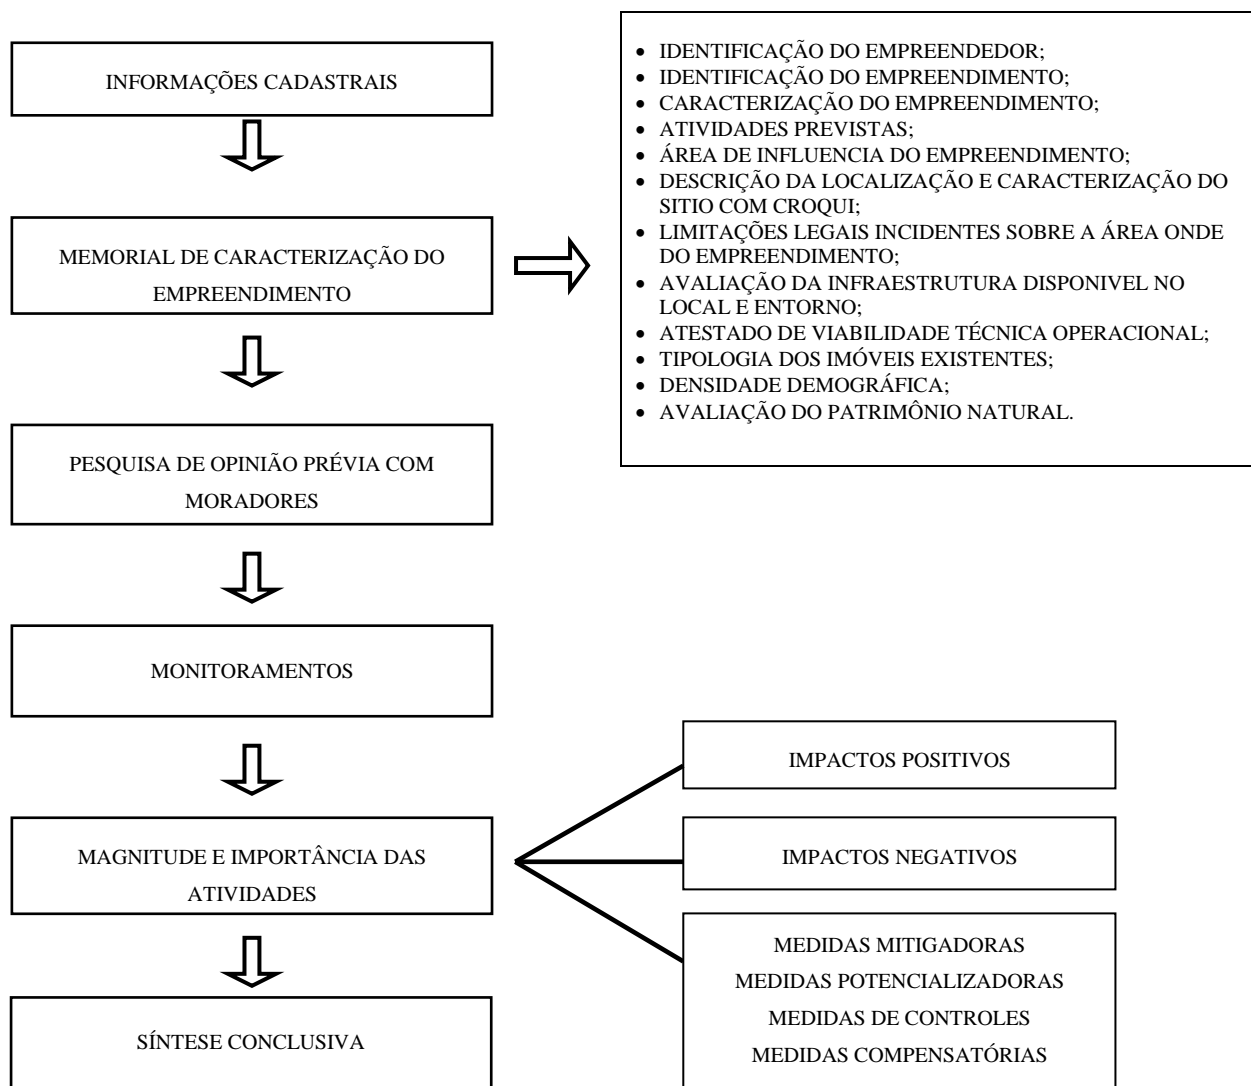 INFORMAÇÕES CADASTRAIS
MEMORIAL DE CARACTERIZAÇÃO DO
EMPREENDIMENTO
• IDENTIFICAÇÃO DO EMPREENDEDOR;
• IDENTIFICAÇÃO DO EMPREENDIMENTO;
• CARACTERIZAÇÃO DO EMPREENDIMENTO;
• ATIVIDADES PREVISTAS;
• ÁREA DE INFLUENCIA DO EMPREENDIMENTO;
• DESCRIÇÃO DA LOCALIZAÇÃO E CARACTERIZAÇÃO DO
SITIO COM CROQUI;
• LIMITAÇÕES LEGAIS INCIDENTES SOBRE A ÁREA ONDE
DO EMPREENDIMENTO;
• AVALIAÇÃO DA INFRAESTRUTURA DISPONIVEL NO
LOCAL E ENTORNO;
• ATESTADO DE VIABILIDADE TÉCNICA OPERACIONAL;
• TIPOLOGIA DOS IMÓVEIS EXISTENTES;
• DENSIDADE DEMOGRÁFICA;
• AVALIAÇÃO DO PATRIMÔNIO NATURAL.
PESQUISA DE OPINIÃO PRÉVIA COM
MORADORES
MONITORAMENTOS
MAGNITUDE E IMPORTÂNCIA DAS
ATIVIDADES
IMPACTOS POSITIVOS
IMPACTOS NEGATIVOS
MEDIDAS MITIGADORAS
MEDIDAS POTENCIALIZADORAS
MEDIDAS DE CONTROLES
MEDIDAS COMPENSATÓRIAS
SÍNTESE CONCLUSIVA